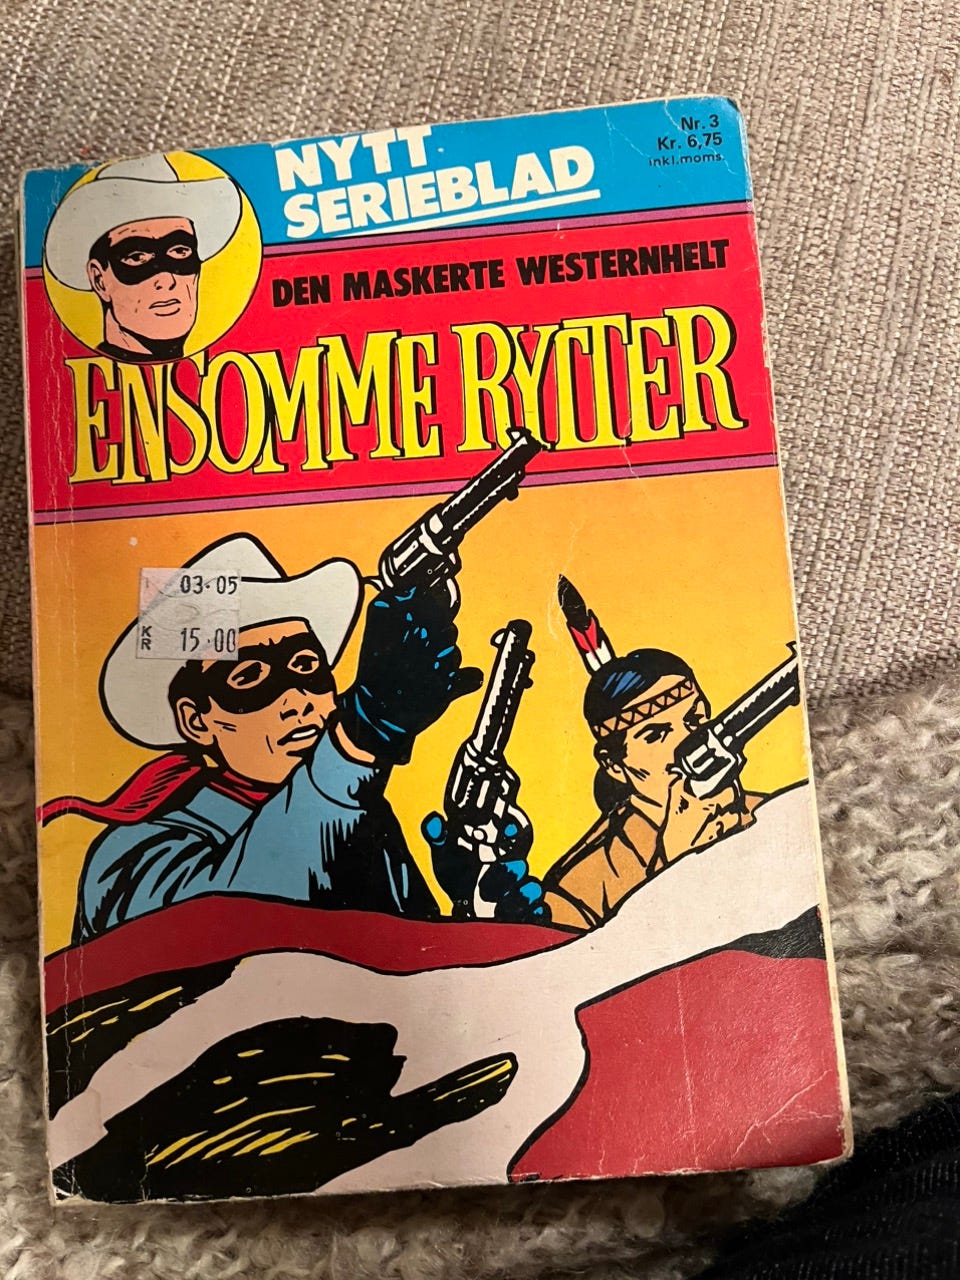 Nr. 3
Kr. 6,75
inkl. moms.
NYTT
SERIEBLAD
DEN MASKERTE WESTERNHELT
ENSOMME RYTTER
03.05
KR 15.00